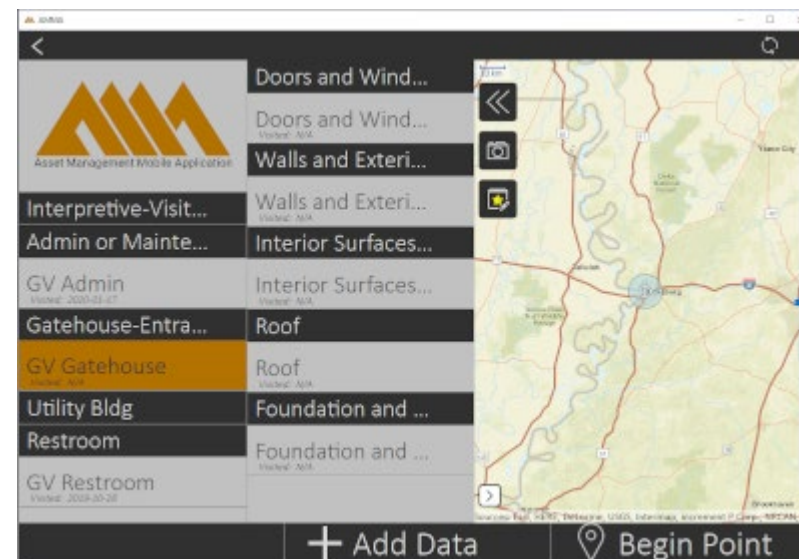 Asset Management Mobile Application
Interpretive-Visit...
Admin or Mainte...
GV Admin
Visited: 2020-03-17
Gatehouse-Entra...
GV Gatehouse
Visited: N/A
Utility Bldg
Restroom
GV Restroom
Visited: 2019-10-28
Doors and Wind...
Doors and Wind...
Visited: N/A
Walls and Exteri...
Walls and Exteri...
Visited: N/A
Interior Surfaces...
Interior Surfaces...
Visited: N/A
Roof
Roof
Visited: N/A
Foundation and ...
Foundation and ...
Visited: N/A
Yazoo City
Add Data
Begin Point